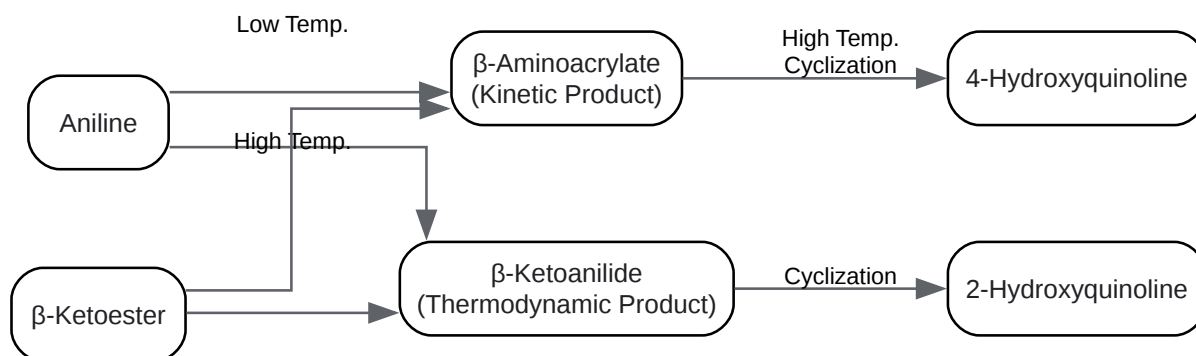 Low Temp.
High Temp.
Cyclization
β-Aminoacrylate
(Kinetic Product)
4-Hydroxyquinoline
Aniline
High Temp.
β-Ketoanilide
(Thermodynamic Product)
Cyclization
2-Hydroxyquinoline
β-Ketoester